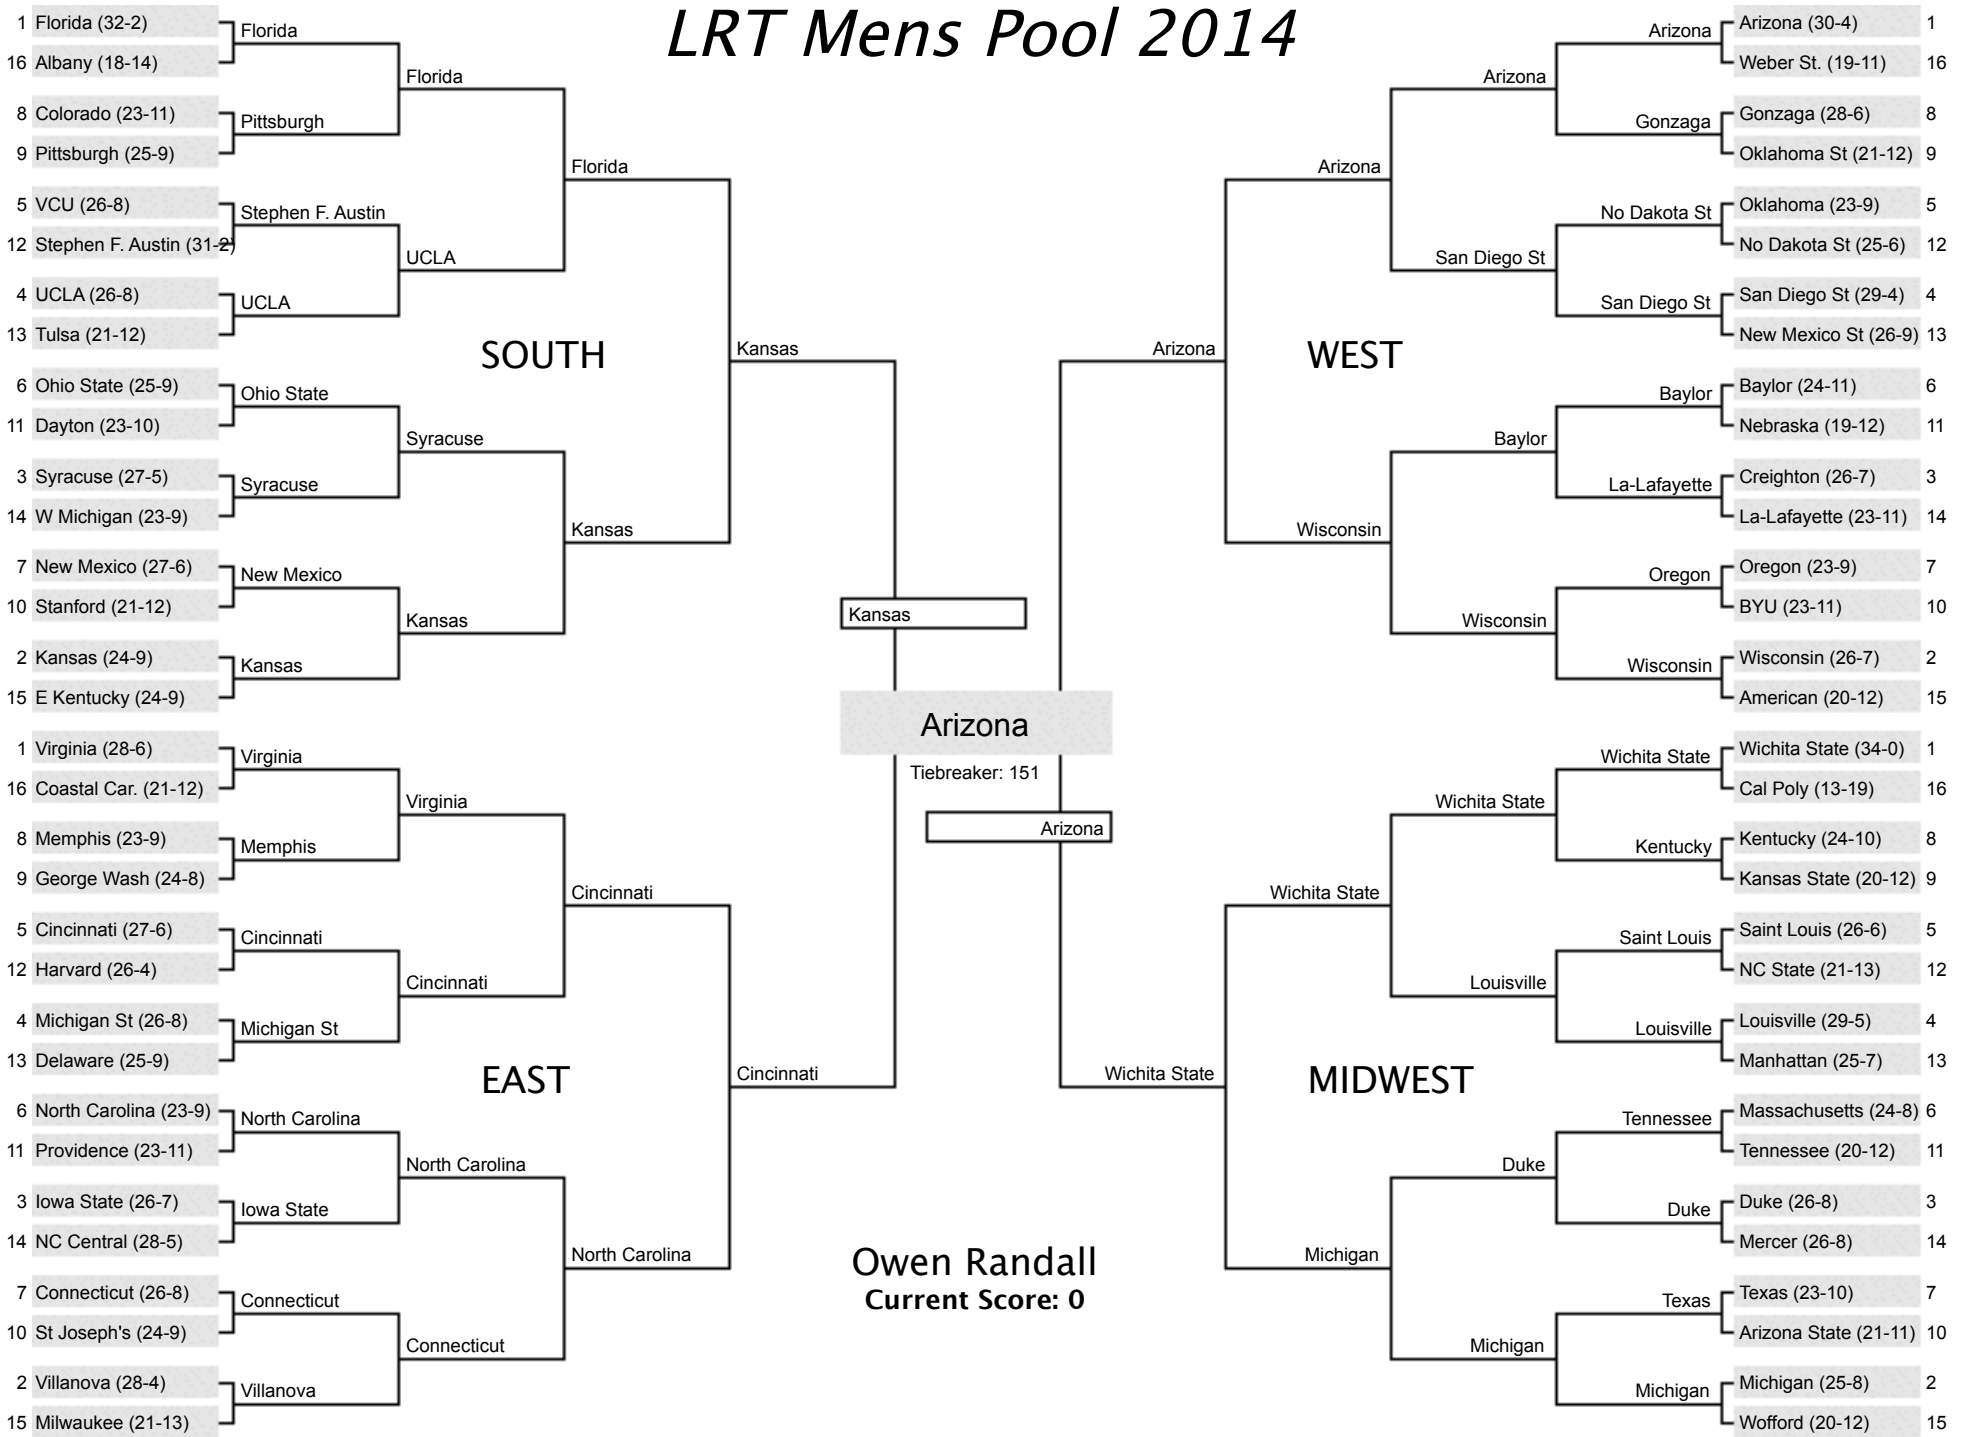 LRT Mens Pool 2014
1 Florida (32-2)
Florida
16 Albany (18-14)
Florida
8 Colorado (23-11)
Pittsburgh
9 Pittsburgh (25-9)
Florida
5 VCU (26-8)
Stephen F. Austin
12 Stephen F. Austin (31-2)
UCLA
4 UCLA (26-8)
UCLA
13 Tulsa (21-12)
SOUTH
Kansas
6 Ohio State (25-9)
Ohio State
11 Dayton (23-10)
Syracuse
3 Syracuse (27-5)
Syracuse
14 W Michigan (23-9)
Kansas
7 New Mexico (27-6)
New Mexico
10 Stanford (21-12)
Kansas
2 Kansas (24-9)
Kansas
15 E Kentucky (24-9)
1 Virginia (28-6)
Virginia
16 Coastal Car. (21-12)
Virginia
8 Memphis (23-9)
Memphis
9 George Wash (24-8)
Cincinnati
5 Cincinnati (27-6)
Cincinnati
12 Harvard (26-4)
Cincinnati
4 Michigan St (26-8)
Michigan St
13 Delaware (25-9)
EAST
Cincinnati
6 North Carolina (23-9)
North Carolina
11 Providence (23-11)
North Carolina
3 Iowa State (26-7)
Iowa State
14 NC Central (28-5)
North Carolina
7 Connecticut (26-8)
Connecticut
10 St Joseph's (24-9)
Connecticut
2 Villanova (28-4)
Villanova
15 Milwaukee (21-13)
Kansas
Arizona
Tiebreaker: 151
Arizona
Owen Randall
Current Score: 0
Arizona
Arizona (30-4) 1
Weber St. (19-11) 16
Arizona
Gonzaga
Gonzaga (28-6) 8
Oklahoma St (21-12) 9
Arizona
No Dakota St
Oklahoma (23-9) 5
No Dakota St (25-6) 12
San Diego St
San Diego St
San Diego St (29-4) 4
New Mexico St (26-9) 13
Arizona
WEST
Baylor
Baylor (24-11) 6
Nebraska (19-12) 11
Baylor
La-Lafayette
Creighton (26-7) 3
La-Lafayette (23-11) 14
Wisconsin
Oregon
Oregon (23-9) 7
BYU (23-11) 10
Wisconsin
Wisconsin
Wisconsin (26-7) 2
American (20-12) 15
Wichita State
Wichita State (34-0) 1
Cal Poly (13-19) 16
Wichita State
Kentucky
Kentucky (24-10) 8
Kansas State (20-12) 9
Wichita State
Saint Louis
Saint Louis (26-6) 5
NC State (21-13) 12
Louisville
Louisville
Louisville (29-5) 4
Manhattan (25-7) 13
Wichita State
MIDWEST
Tennessee
Massachusetts (24-8) 6
Tennessee (20-12) 11
Duke
Duke
Duke (26-8) 3
Mercer (26-8) 14
Michigan
Texas
Texas (23-10) 7
Arizona State (21-11) 10
Michigan
Michigan
Michigan (25-8) 2
Wofford (20-12) 15